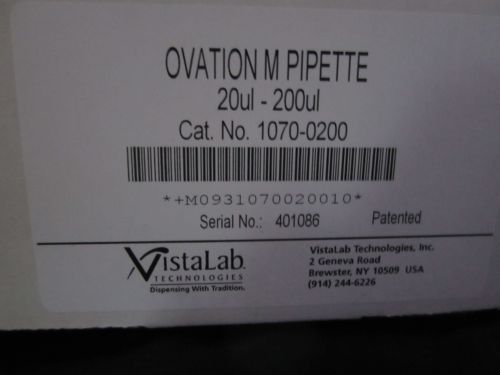 OVATION M PIPETTE
20ul - 200ul
Cat. No. 1070-0200
*+M0931070020010*
Serial No.: 401086 Patented
VistaLab
TECHNOLOGIES
Dispensing With Tradition.
VistaLab Technologies, Inc.
2 Geneva Road
Brewster, NY 10509 USA
(914) 244-6226